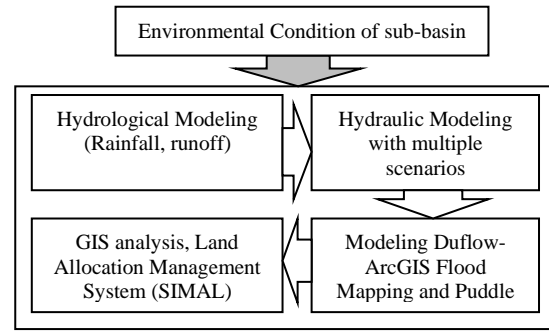 Environmental Condition of sub-basin
Hydrological Modeling
(Rainfall, runoff)
Hydraulic Modeling
with multiple
scenarios
GIS analysis, Land
Allocation Management
System (SIMAL)
Modeling Duflow-
ArcGIS Flood
Mapping and Puddle